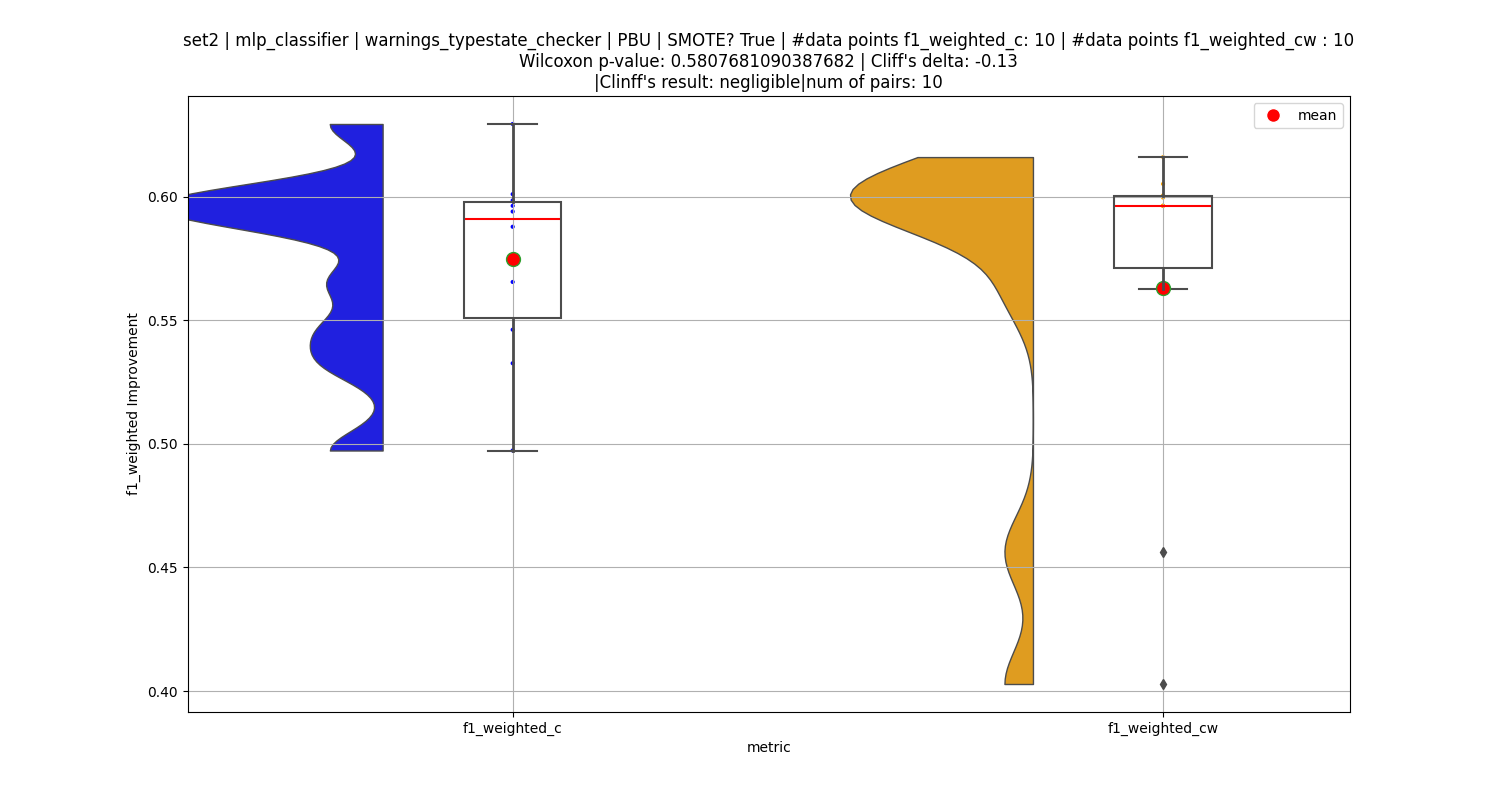 set2 | mlp_classifier | warnings_typestate_checker | PBU | SMOTE? True | #data points f1_weighted_c: 10 | #data points f1_weighted_cw : 10
Wilcoxon p-value: 0.5807681090387682 | Cliff's delta: -0.13
|Clinff's result: negligible|num of pairs: 10
mean
0.60
0.55
0.50
0.45
0.40
f1_weighted Improvement
f1_weighted_c
f1_weighted_cw
metric